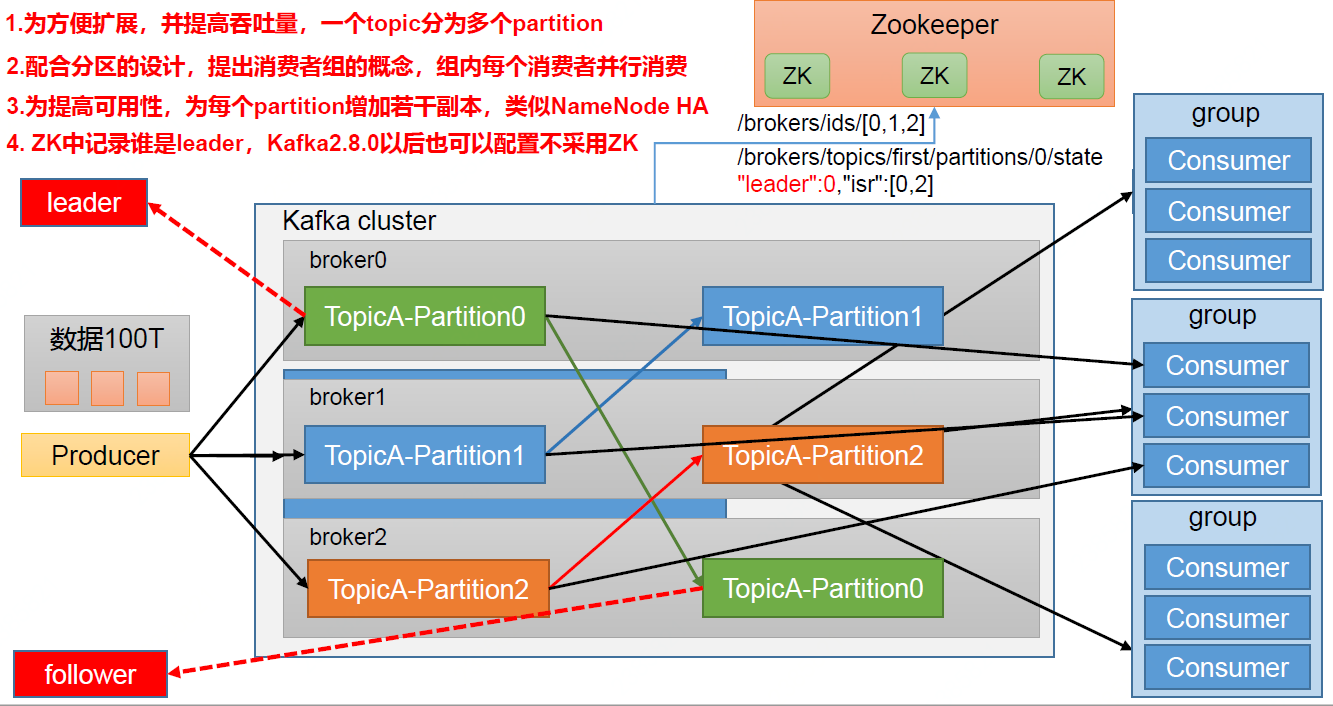 1.为方便扩展，并提高吞吐量，一个topic分为多个partition
2.配合分区的设计，提出消费者组的概念，组内每个消费者并行消费
3.为提高可用性，为每个partition增加若干副本，类似NameNode HA
4. ZK中记录谁是leader，Kafka2.8.0以后也可以配置不采用ZK
Zookeeper
ZK
ZK
ZK
/brokers/ids/[0,1,2]
/brokers/topics/first/partitions/0/state
"leader":0,"isr":[0,2]
leader
数据100T
Producer
follower
Kafka cluster
broker0
TopicA-Partition0
TopicA-Partition1
broker1
TopicA-Partition1
TopicA-Partition2
broker2
TopicA-Partition2
TopicA-Partition0
group
Consumer
Consumer
Consumer
group
Consumer
Consumer
Consumer
group
Consumer
Consumer
Consumer